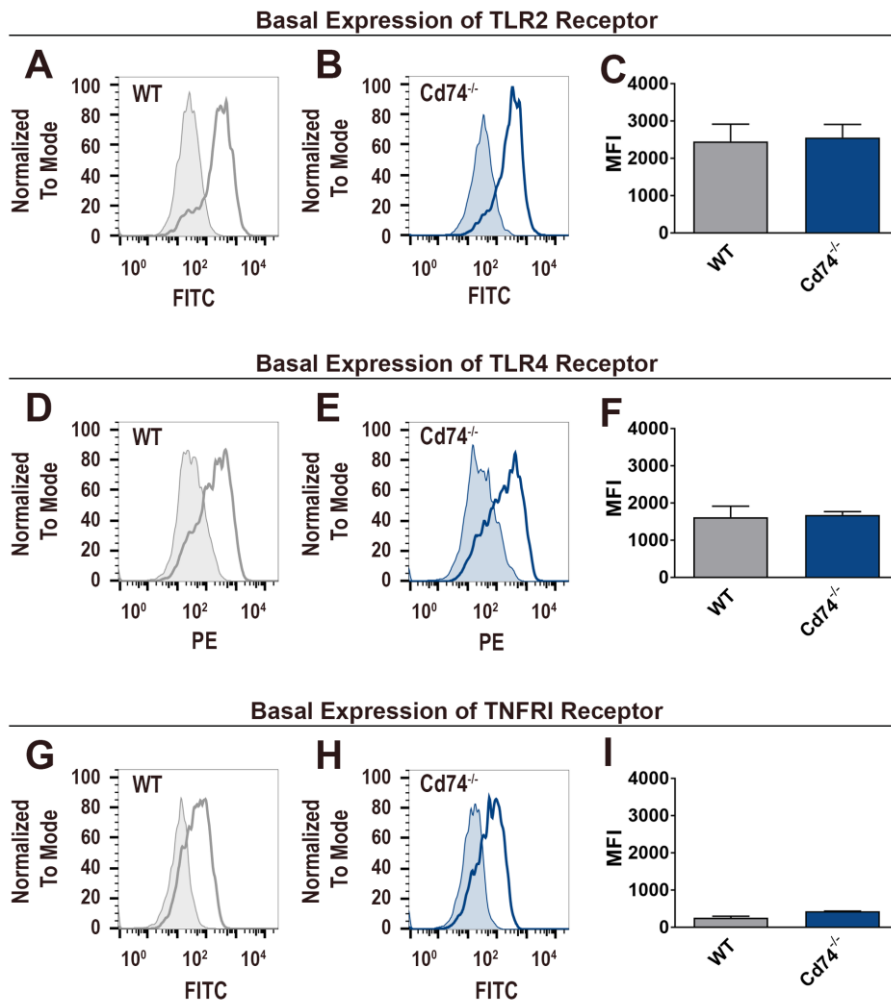 Basal Expression of TLR2 Receptor
A
WT
Normalized
To Mode
100
80
60
40
20
0
10⁰ 10² 10⁴
FITC
B
Cd74⁻/⁻
Normalized
To Mode
100
80
60
40
20
0
10⁰ 10² 10⁴
FITC
C
MFI
4000
3000
2000
1000
0
WT
Cd74⁻/⁻
Basal Expression of TLR4 Receptor
D
WT
Normalized
To Mode
100
80
60
40
20
0
10⁰ 10² 10⁴
PE
E
Cd74⁻/⁻
Normalized
To Mode
100
80
60
40
20
0
10⁰ 10² 10⁴
PE
F
MFI
4000
3000
2000
1000
0
WT
Cd74⁻/⁻
Basal Expression of TNFRI Receptor
G
WT
Normalized
To Mode
100
80
60
40
20
0
10⁰ 10² 10⁴
FITC
H
Cd74⁻/⁻
Normalized
To Mode
100
80
60
40
20
0
10⁰ 10² 10⁴
FITC
I
MFI
4000
3000
2000
1000
0
WT
Cd74⁻/⁻